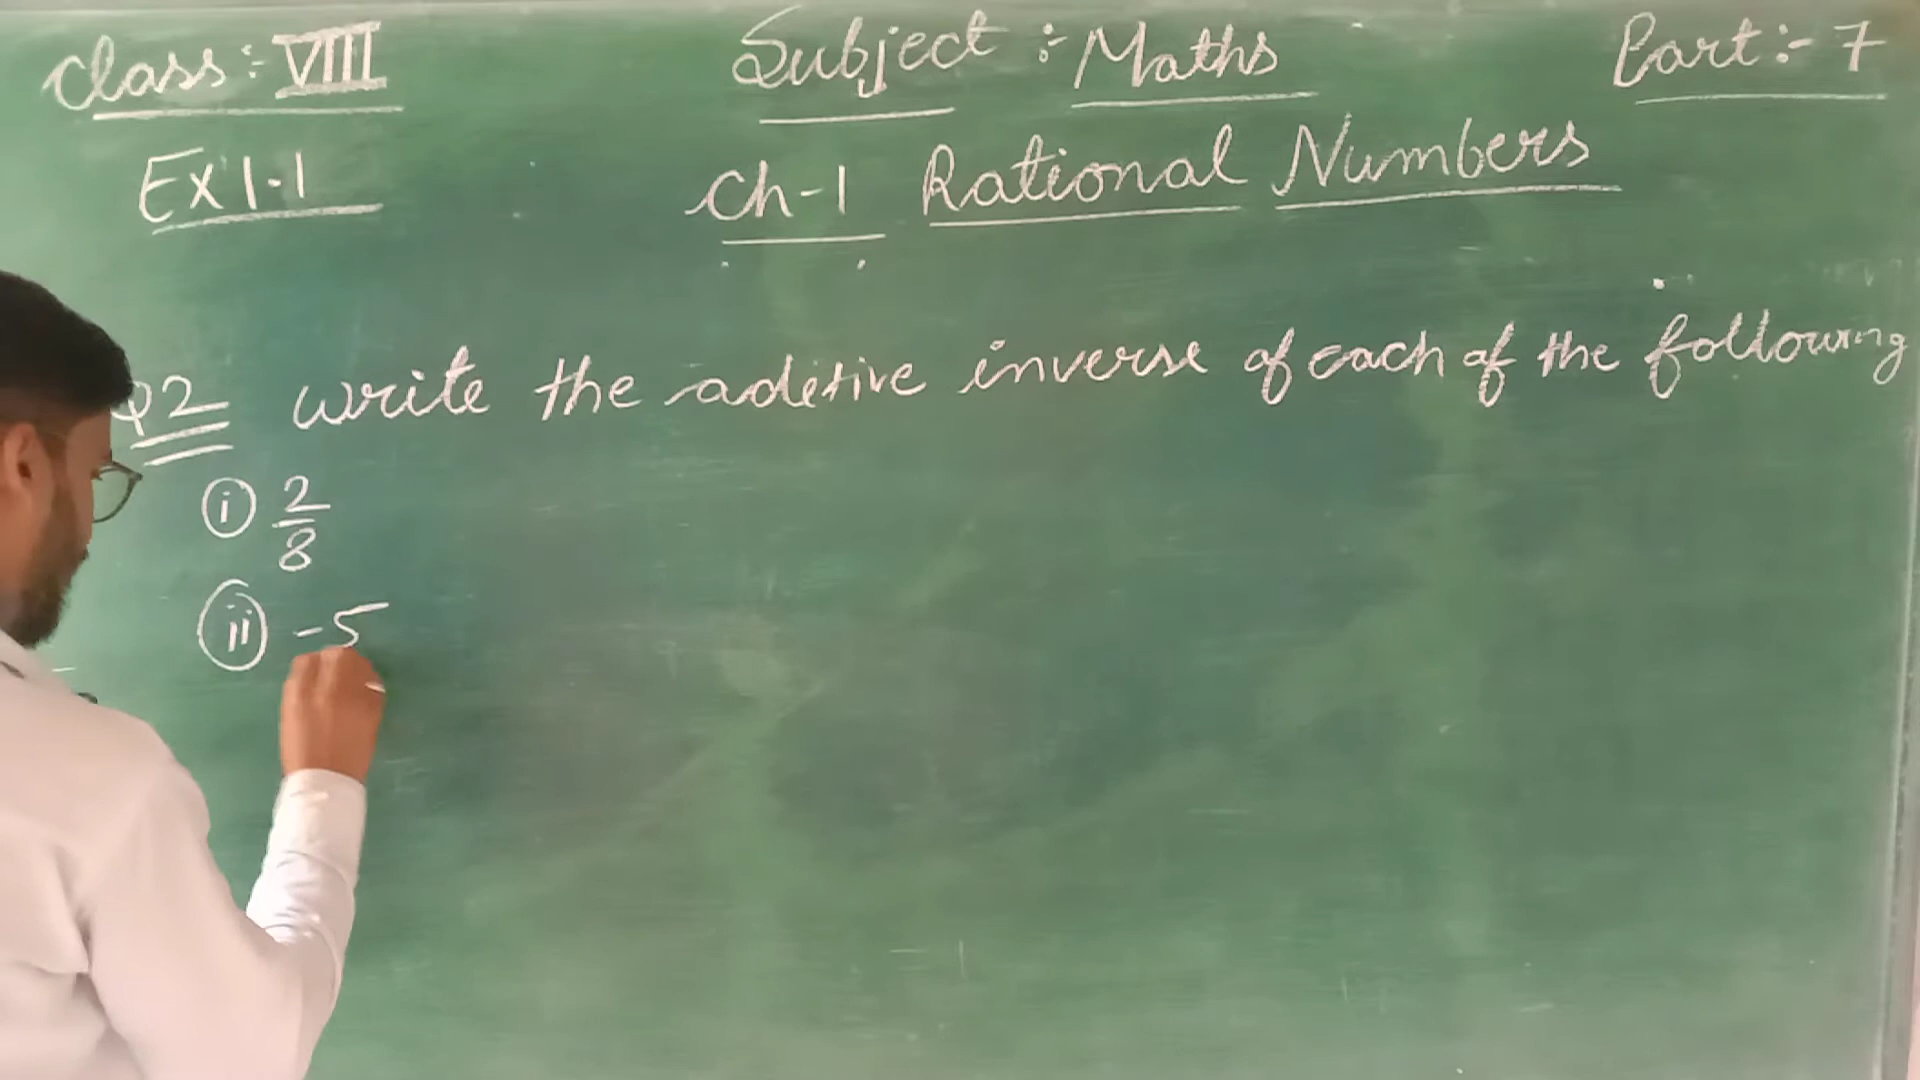 Class:- VIII Subject :- Maths Part:- 7
Ex 1.1 Ch-1 Rational Numbers
Q2 write the aditive inverse of each of the following
(i) 2/8
(ii) -5